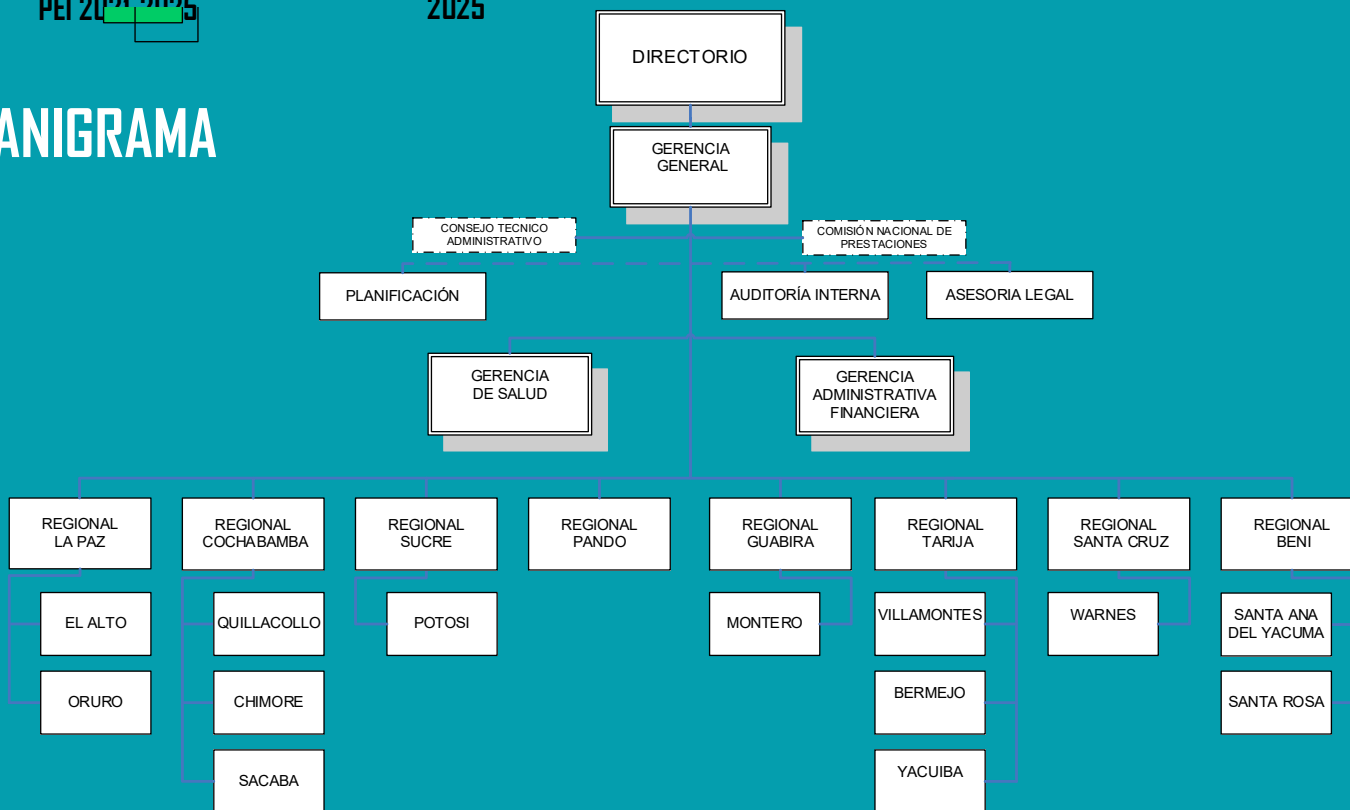 PEI 2021-2025
2025
ANIGRAMA
DIRECTORIO
GERENCIA
GENERAL
CONSEJO TECNICO
ADMINISTRATIVO
COMISIÓN NACIONAL DE
PRESTACIONES
PLANIFICACIÓN
AUDITORÍA INTERNA
ASESORIA LEGAL
GERENCIA
DE SALUD
GERENCIA
ADMINISTRATIVA
FINANCIERA
REGIONAL
LA PAZ
REGIONAL
COCHABAMBA
REGIONAL
SUCRE
REGIONAL
PANDO
REGIONAL
GUABIRA
REGIONAL
TARIJA
REGIONAL
SANTA CRUZ
REGIONAL
BENI
EL ALTO
QUILLACOLLO
POTOSI
MONTERO
VILLAMONTES
WARNES
SANTA ANA
DEL YACUMA
ORURO
CHIMORE
BERMEJO
SANTA ROSA
SACABA
YACUIBA